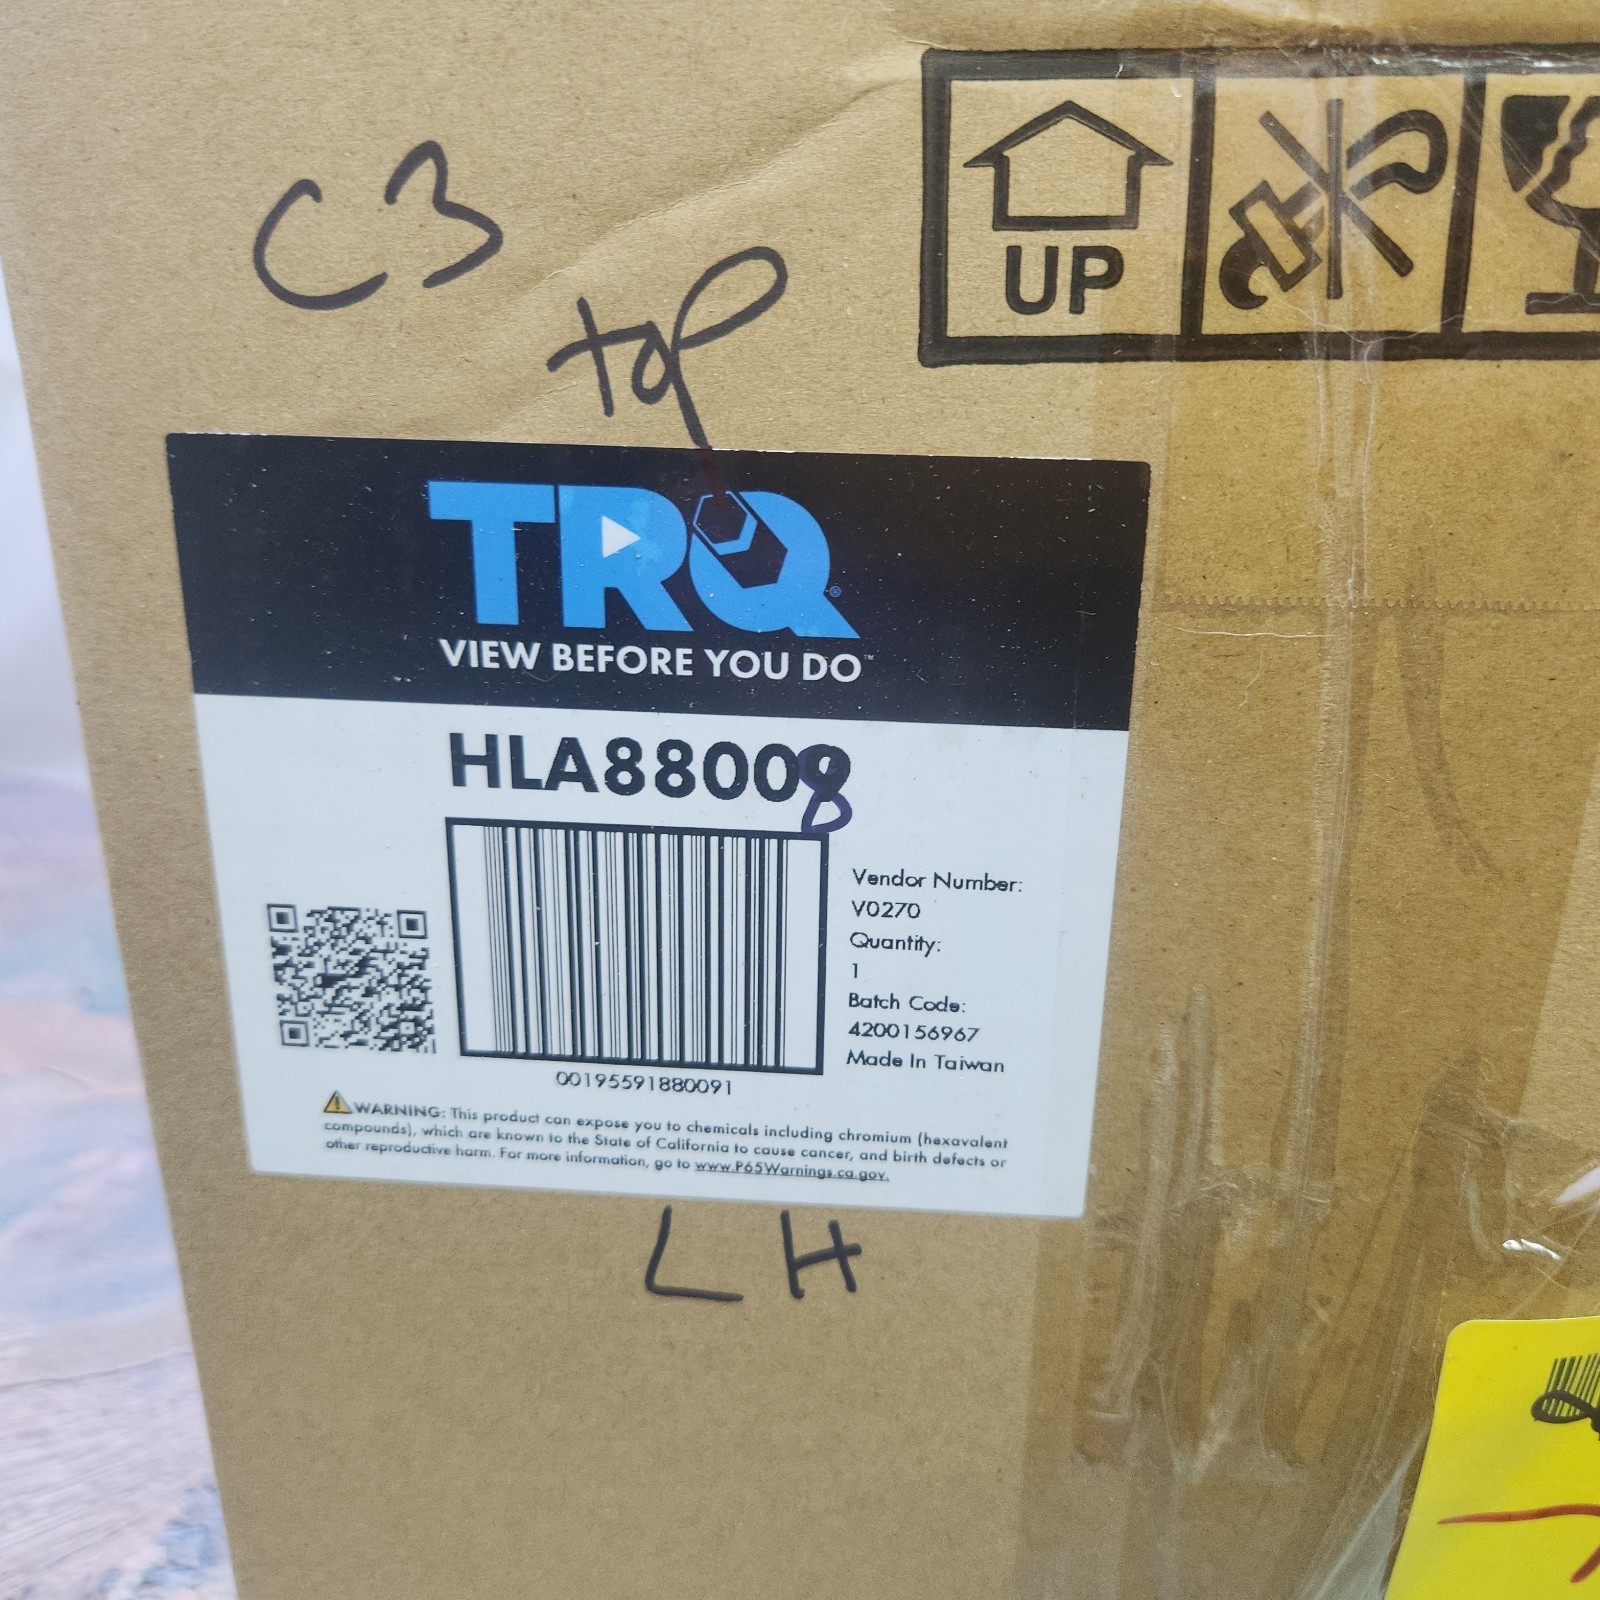 C3
top
UP
TRQ®
VIEW BEFORE YOU DO™
HLA88009
8
Vendor Number:
V0270
Quantity:
1
Batch Code:
4200156967
Made In Taiwan
00195591880091
WARNING: This product can expose you to chemicals including chromium (hexavalent
compounds), which are known to the State of California to cause cancer, and birth defects or
other reproductive harm. For more information, go to www.P65Warnings.ca.gov.
LH